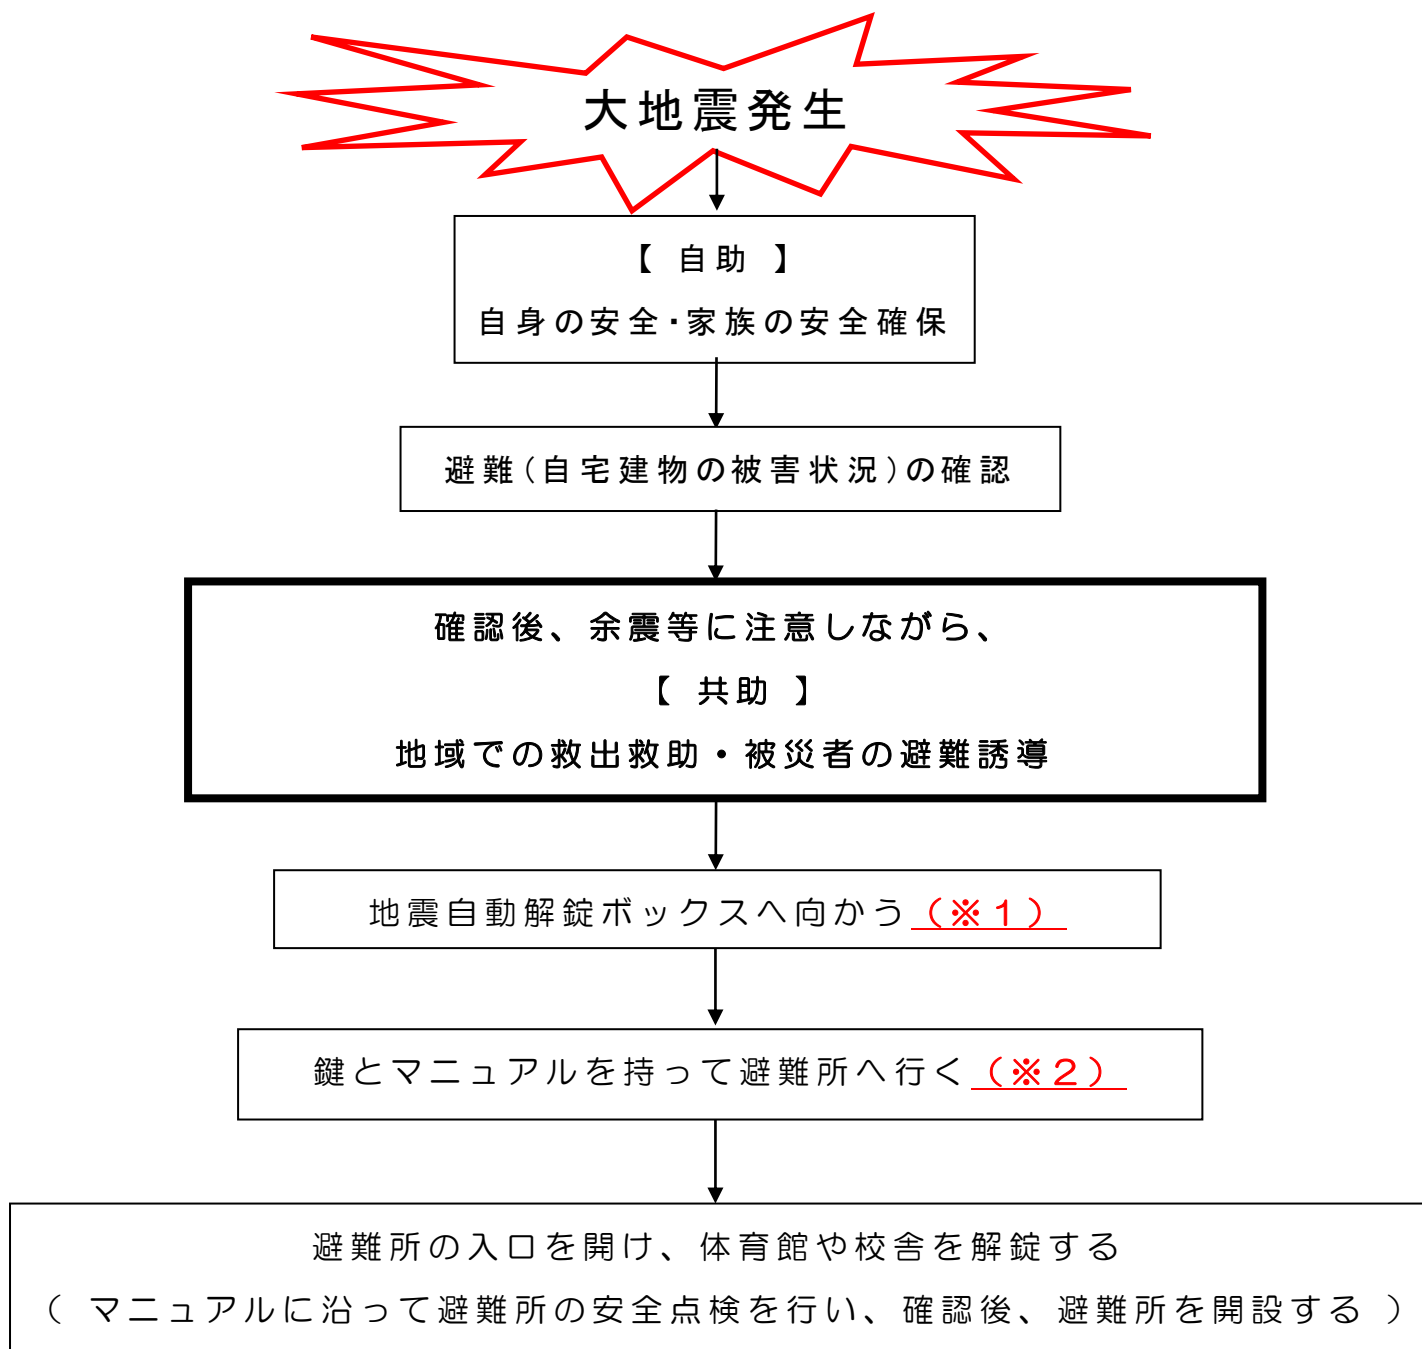 大地震発生
【 自助 】
自身の安全・家族の安全確保
避難(自宅建物の被害状況)の確認
確認後、余震等に注意しながら、
【 共助 】
地域での救出救助・被災者の避難誘導
地震自動解錠ボックスへ向かう(※１)
鍵とマニュアルを持って避難所へ行く(※２)
避難所の入口を開け、体育館や校舎を解錠する
( マニュアルに沿って避難所の安全点検を行い、確認後、避難所を開設する )